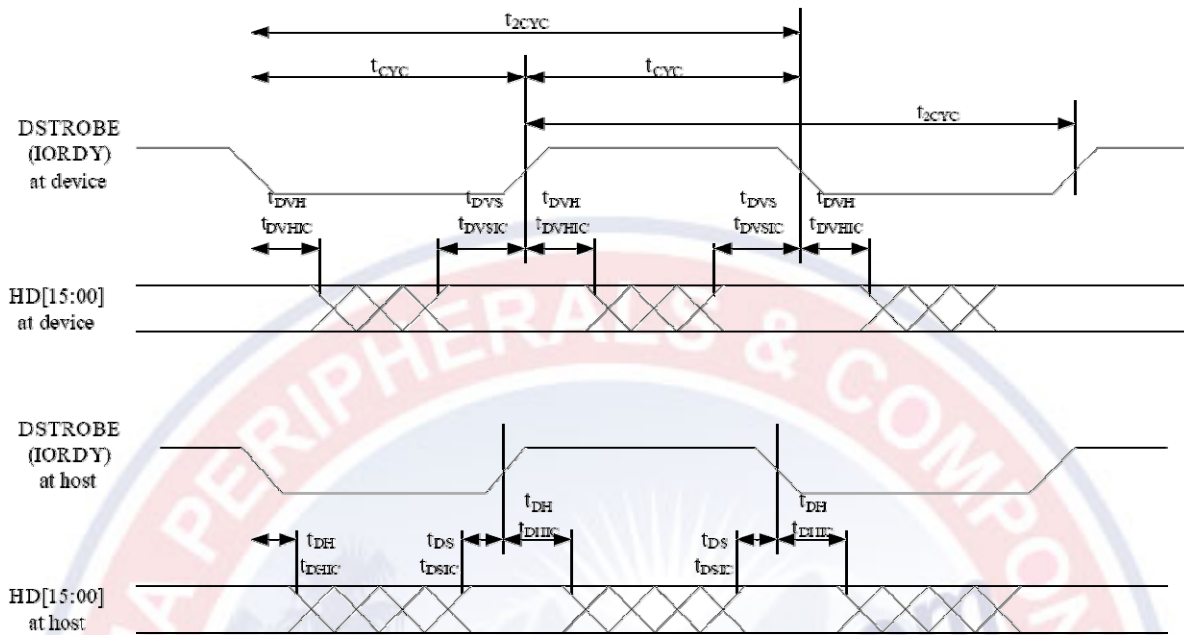 t2CYC
tCYC tCYC
t2CYC
DSTROBE
(IORDY)
at device
tDVH tDVS tDVH tDVS tDVH
tDVHIC tDVSIC tDVHIC tDVSIC tDVHIC
HD[15:00]
at device
A PERIPHERALS & COMPON
DSTROBE
(IORDY)
at host
tDH tDH
tDHIC tDHIC
tDH tDS tDS
tDHIC tDSIC tDSIC
HD[15:00]
at host